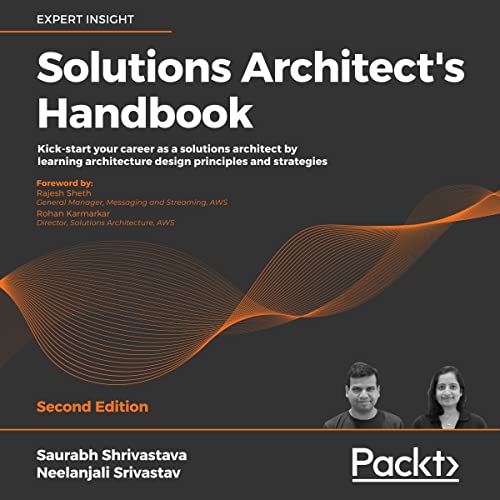 EXPERT INSIGHT
Solutions Architect's
Handbook
Kick-start your career as a solutions architect by
learning architecture design principles and strategies
Foreword by:
Rajesh Sheth
General Manager, Messaging and Streaming, AWS
Rohan Karmarkar
Director, Solutions Architecture, AWS
Second Edition
Saurabh Shrivastava
Neelanjali Srivastav
Packt>